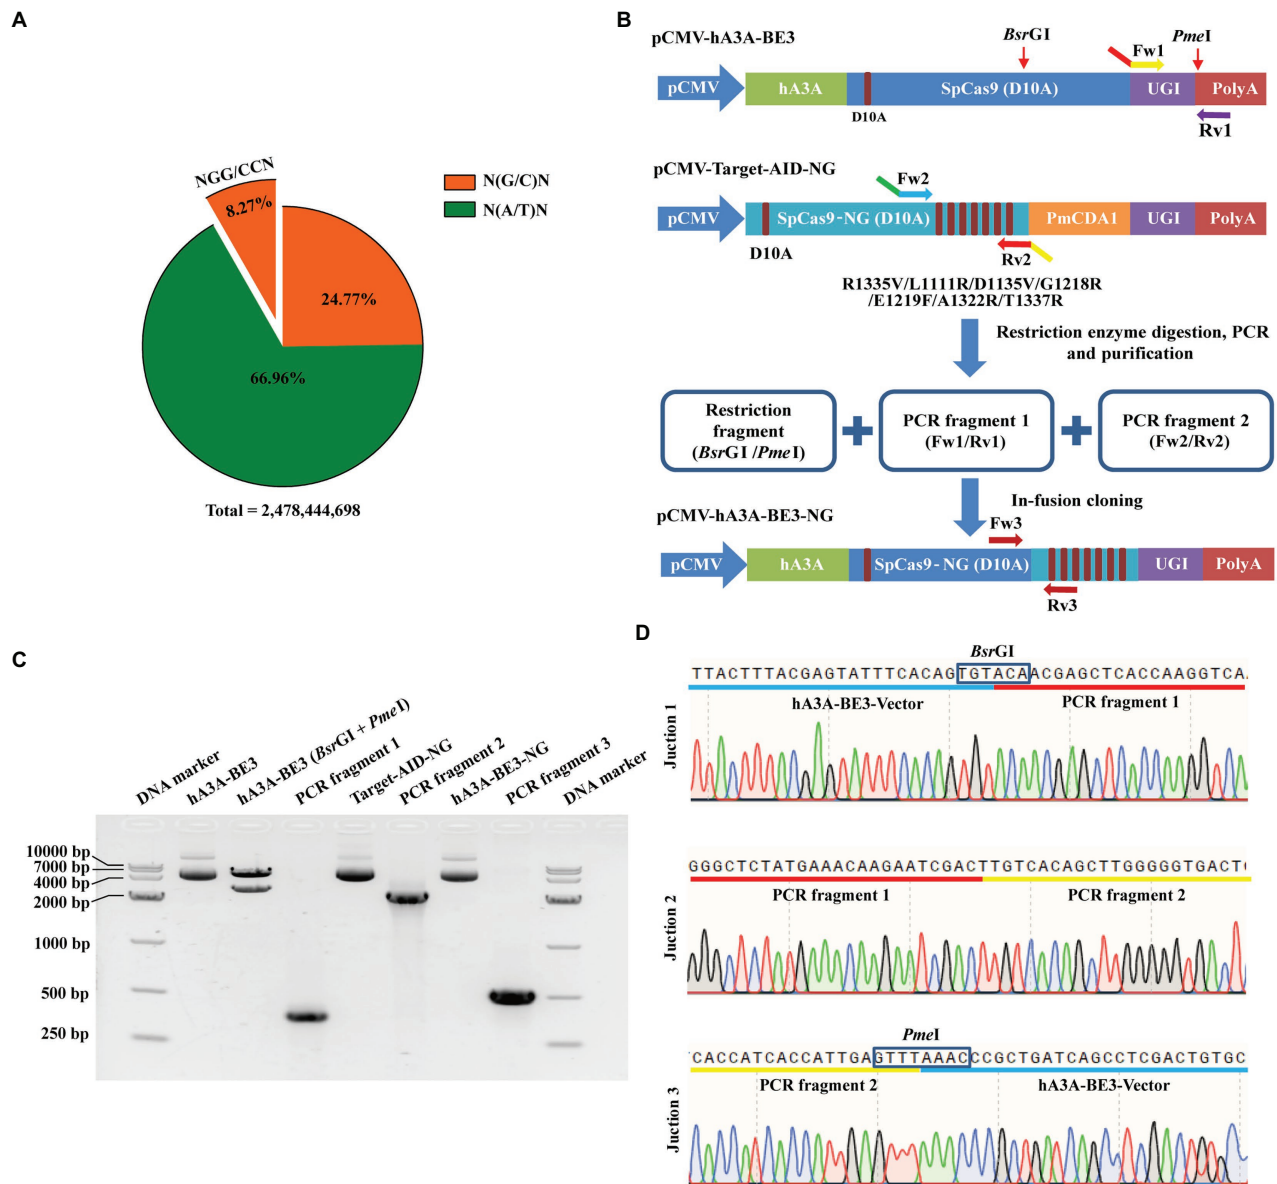 A
NGG/CCN
8.27%
24.77%
66.96%
N(G/C)N
N(A/T)N
Total = 2,478,444,698
B
pCMV-hA3A-BE3
BsrGI
PmeI
Fw1
pCMV
hA3A
SpCas9 (D10A)
UGI
PolyA
D10A
Rv1
pCMV-Target-AID-NG
Fw2
pCMV
SpCas9-NG (D10A)
PmCDA1
UGI
PolyA
D10A
Rv2
R1335V/L1111R/D1135V/G1218R
/E1219F/A1322R/T1337R
Restriction enzyme digestion, PCR
and purification
Restriction
fragment
(BsrGI /PmeI)
PCR fragment 1
(Fw1/Rv1)
PCR fragment 2
(Fw2/Rv2)
In-fusion cloning
pCMV-hA3A-BE3-NG
Fw3
pCMV
hA3A
SpCas9-NG (D10A)
UGI
PolyA
Rv3
C
DNA marker
hA3A-BE3
hA3A-BE3 (BsrGI + PmeI)
PCR fragment 1
Target-AID-NG
PCR fragment 2
hA3A-BE3-NG
PCR fragment 3
DNA marker
10000 bp
7000 bp
4000 bp
2000 bp
1000 bp
500 bp
250 bp
D
BsrGI
TTACTTTACGAGTATTTCACAGTGTACAACGAGCTCACCAAGGTCA
hA3A-BE3-Vector
PCR fragment 1
Juction 1
GGGCTCTATGAAACAAGAATCGACTTGTCACAGCTTGGGGGTGACT
PCR fragment 1
PCR fragment 2
Juction 2
PmeI
CACCATCACCATTGAGTTTAAACCCGCTGATCAGCCTCGACTGTGC
PCR fragment 2
hA3A-BE3-Vector
Juction 3